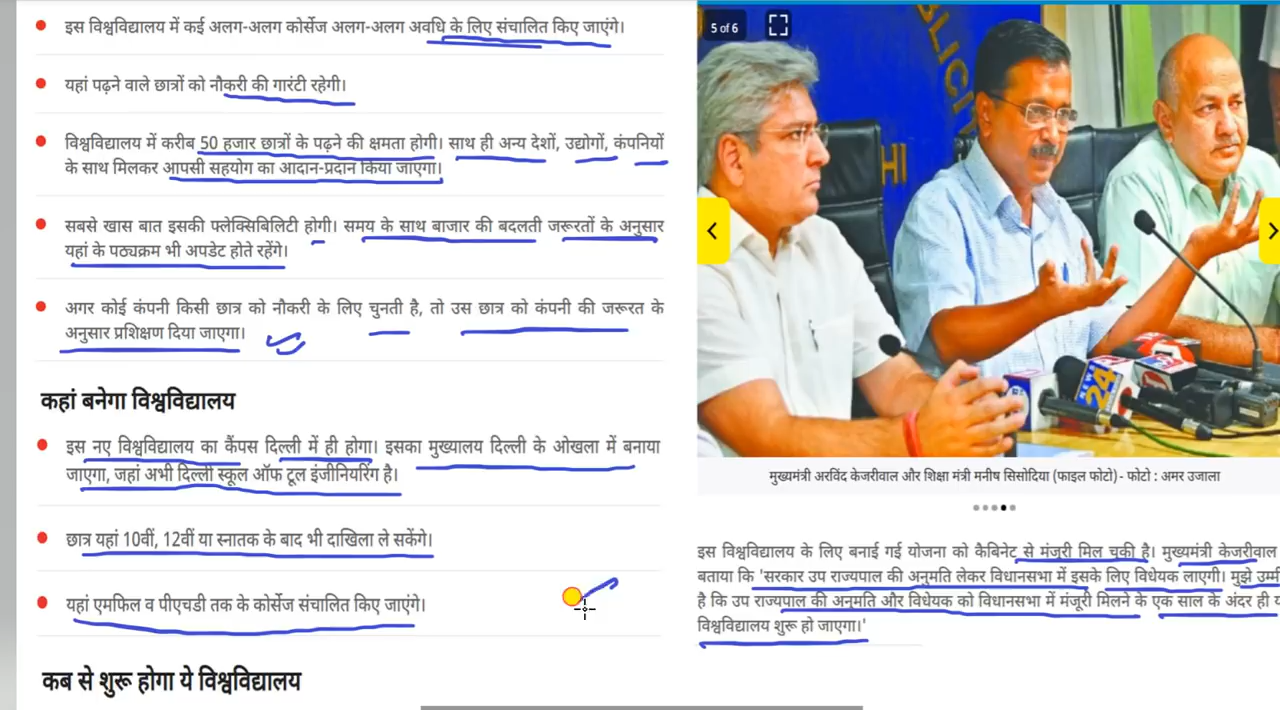 इस विश्वविद्यालय में कई अलग-अलग कोर्सेज अलग-अलग अवधि के लिए संचालित किए जाएंगे।
यहां पढ़ने वाले छात्रों को नौकरी की गारंटी रहेगी।
विश्वविद्यालय में करीब 50 हजार छात्रों के पढ़ने की क्षमता होगी। साथ ही अन्य देशों, उद्योगों, कंपनियों
के साथ मिलकर आपसी सहयोग का आदान-प्रदान किया जाएगा।
सबसे खास बात इसकी फ्लेक्सिबिलिटी होगी। समय के साथ बाजार की बदलती जरूरतों के अनुसार
यहां के पठ्यक्रम भी अपडेट होते रहेंगे।
अगर कोई कंपनी किसी छात्र को नौकरी के लिए चुनती है, तो उस छात्र को कंपनी की जरूरत के
अनुसार प्रशिक्षण दिया जाएगा।
कहां बनेगा विश्वविद्यालय
इस नए विश्वविद्यालय का कैंपस दिल्ली में ही होगा। इसका मुख्यालय दिल्ली के ओखला में बनाया
जाएगा, जहां अभी दिल्ली स्कूल ऑफ टूल इंजीनियरिंग है।
छात्र यहां 10वीं, 12वीं या स्नातक के बाद भी दाखिला ले सकेंगे।
यहां एमफिल व पीएचडी तक के कोर्सेज संचालित किए जाएंगे।
कब से शुरू होगा ये विश्वविद्यालय
5 of 6
BLIC
HI
NEWS
24
मुख्यमंत्री अरविंद केजरीवाल और शिक्षा मंत्री मनीष सिसोदिया (फाइल फोटो) - फोटो : अमर उजाला
इस विश्वविद्यालय के लिए बनाई गई योजना को कैबिनेट से मंजूरी मिल चुकी है। मुख्यमंत्री केजरीवाल
बताया कि 'सरकार उप राज्यपाल की अनुमति लेकर विधानसभा में इसके लिए विधेयक लाएगी। मुझे उम्मी
है कि उप राज्यपाल की अनुमति और विधेयक को विधानसभा में मंजूरी मिलने के एक साल के अंदर ही य
विश्वविद्यालय शुरू हो जाएगा।'